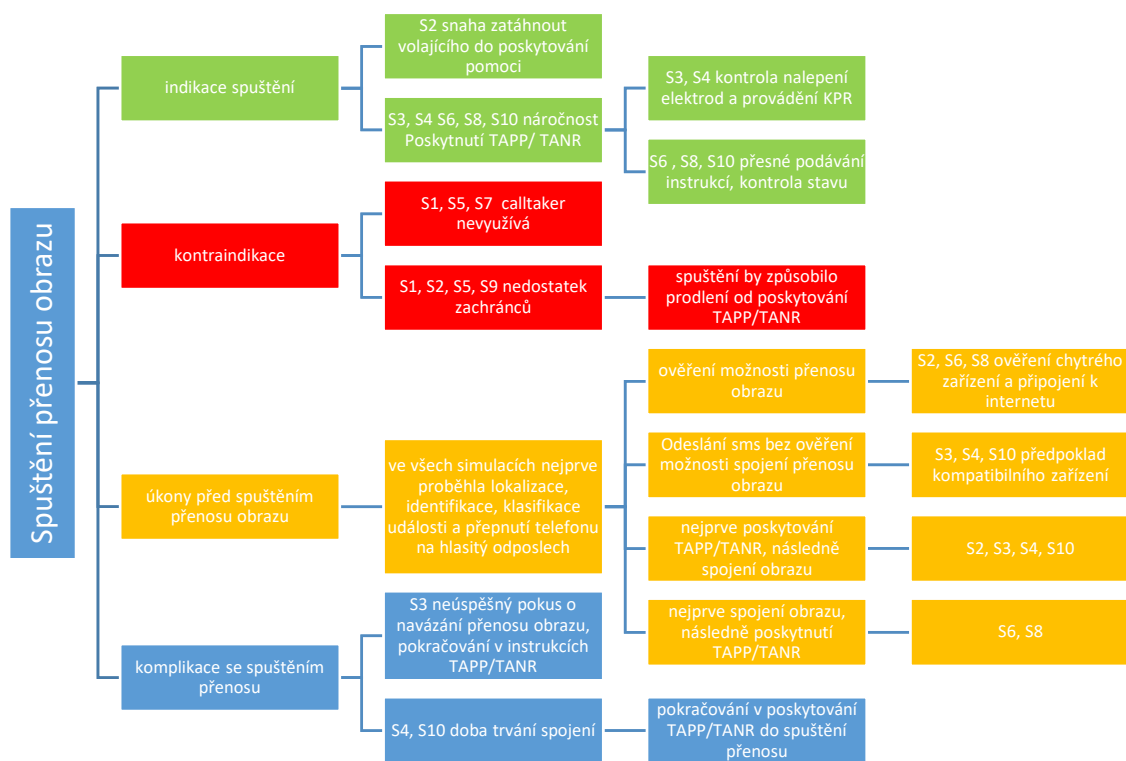 Spuštění přenosu obrazu
indikace spuštění
S2 snaha zatáhnout
volajícího do poskytování
pomoci
S3, S4 S6, S8, S10 náročnost
Poskytnutí TAPP/ TANR
S3, S4 kontrola nalepení
elektrod a provádění KPR
S6 , S8, S10 přesné podávání
instrukcí, kontrola stavu
kontraindikace
S1, S5, S7  calltaker
nevyužívá
S1, S2, S5, S9 nedostatek
zachránců
spuštění by způsobilo
prodlení od poskytování
TAPP/TANR
úkony před spuštěním
přenosu obrazu
ve všech simulacích nejprve
proběhla lokalizace,
identifikace, klasifikace
události a přepnutí telefonu
na hlasitý odposlech
ověření možnosti přenosu
obrazu
S2, S6, S8 ověření chytrého
zařízení a připojení k
internetu
Odeslání sms bez ověření
možnosti spojení přenosu
obrazu
S3, S4, S10 předpoklad
kompatibilního zařízení
nejprve poskytování
TAPP/TANR, následně
spojení obrazu
S2, S3, S4, S10
nejprve spojení obrazu,
následně poskytnutí
TAPP/TANR
S6, S8
komplikace se spuštěním
přenosu
S3 neúspěšný pokus o
navázání přenosu obrazu,
pokračování v instrukcích
TAPP/TANR
S4, S10 doba trvání spojení
pokračování v poskytování
TAPP/TANR do spuštění
přenosu